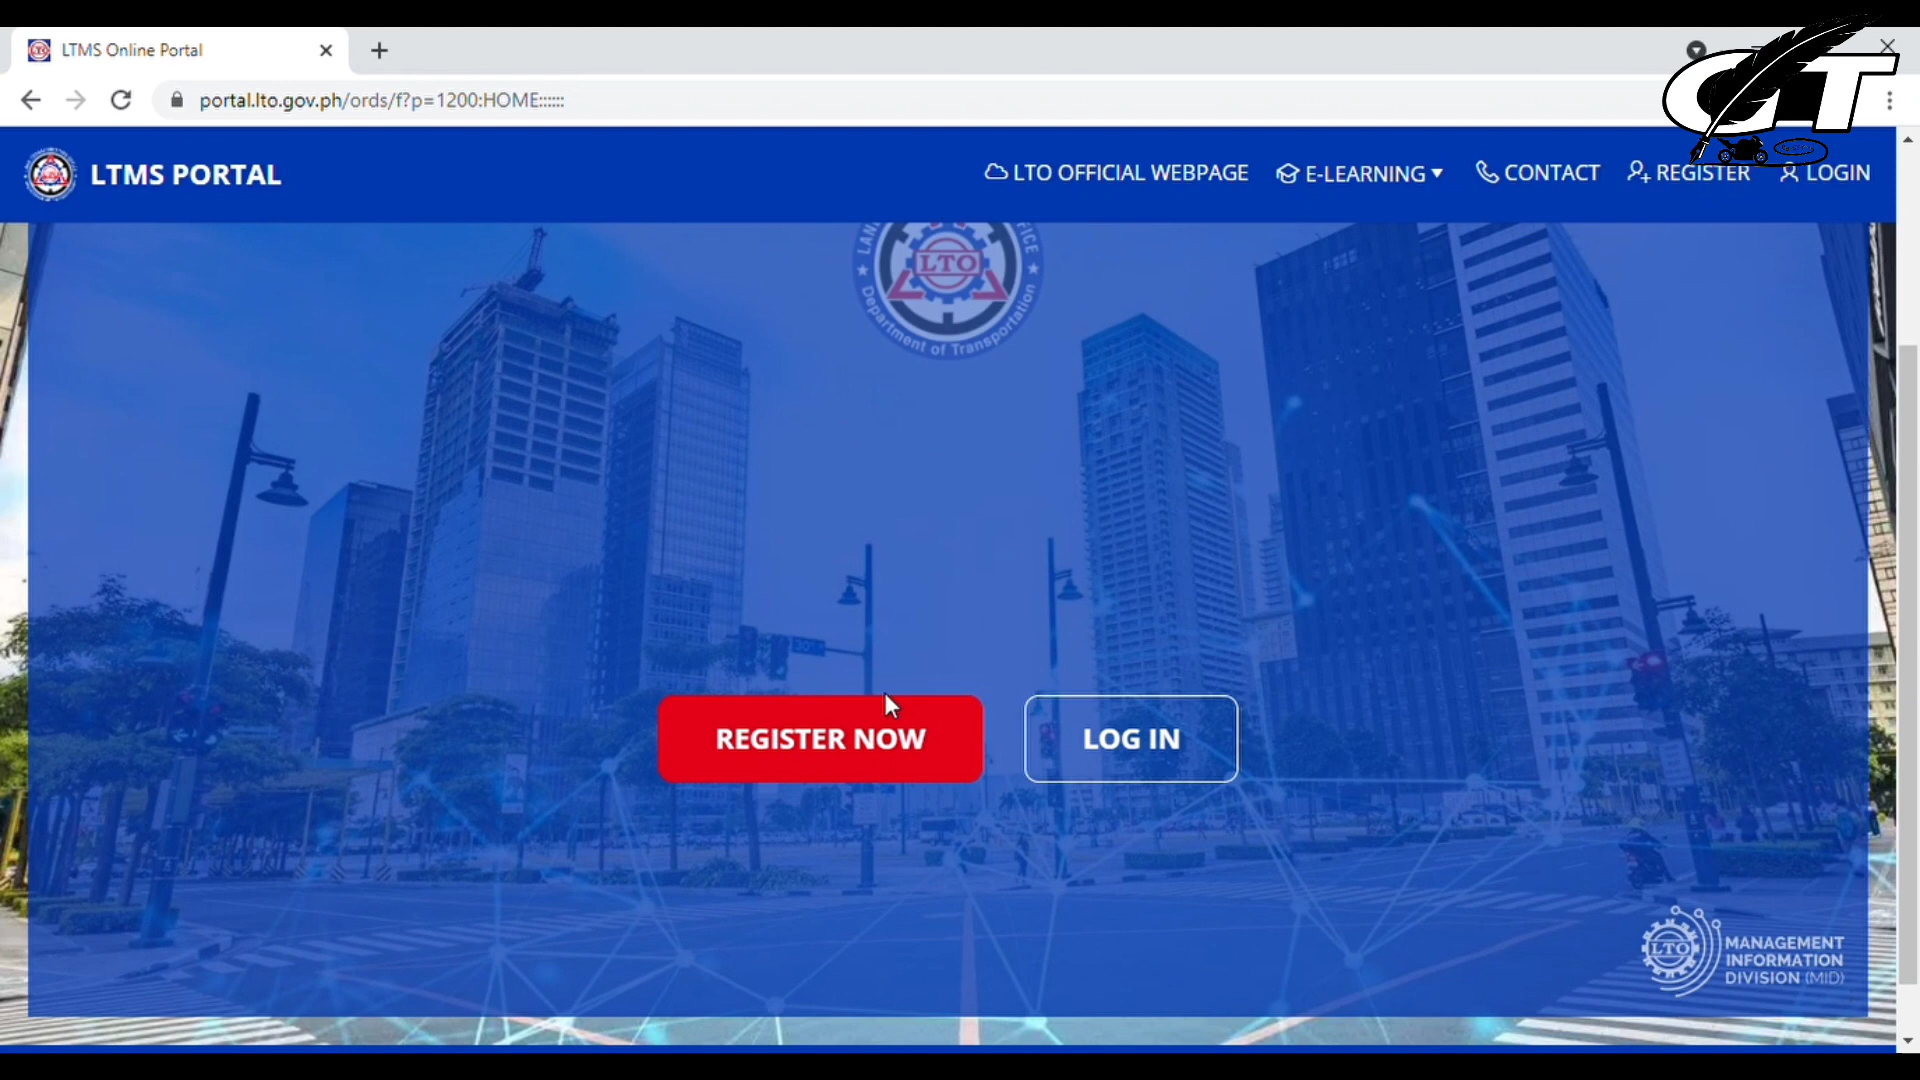 LTMS Online Portal
portal.lto.gov.ph/ords/f?p=1200:HOME::::::
LTMS PORTAL
LTO OFFICIAL WEBPAGE
E-LEARNING
CONTACT
REGISTER
LOGIN
LTO
Department of Transportation
REGISTER NOW
LOG IN
LTO
MANAGEMENT
INFORMATION
DIVISION (MID)